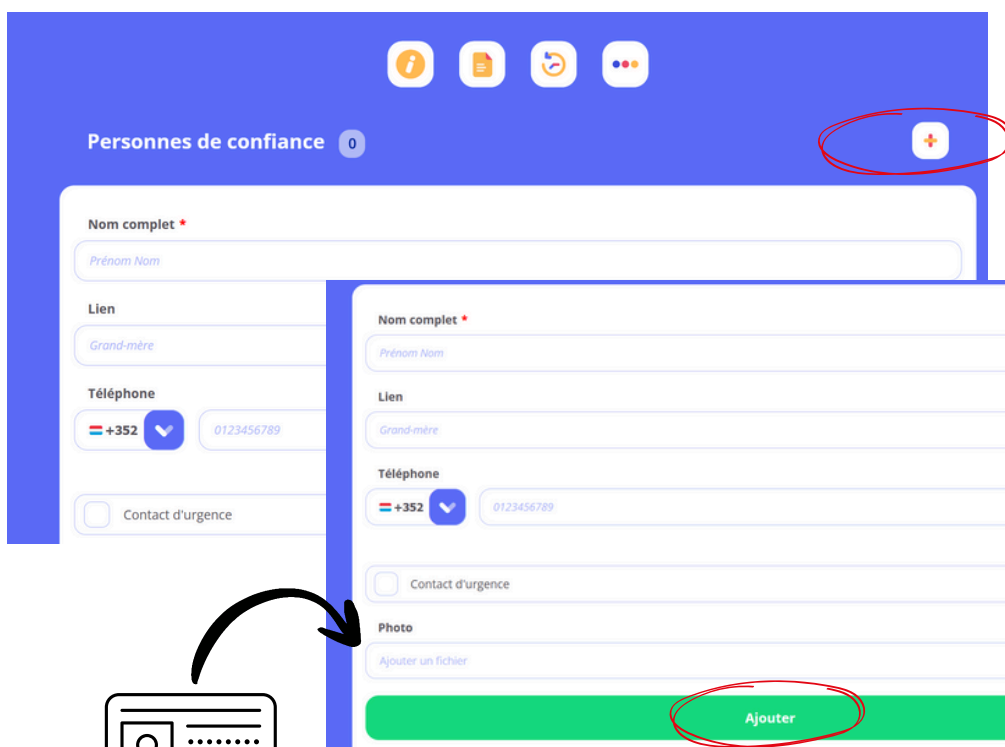 Personnes de confiance 0
Nom complet *
Prénom Nom
Lien
Grand-mère
Téléphone
+352
0123456789
Contact d'urgence
Nom complet *
Prénom Nom
Lien
Grand-mère
Téléphone
+352
0123456789
Contact d'urgence
Photo
Ajouter un fichier
Ajouter